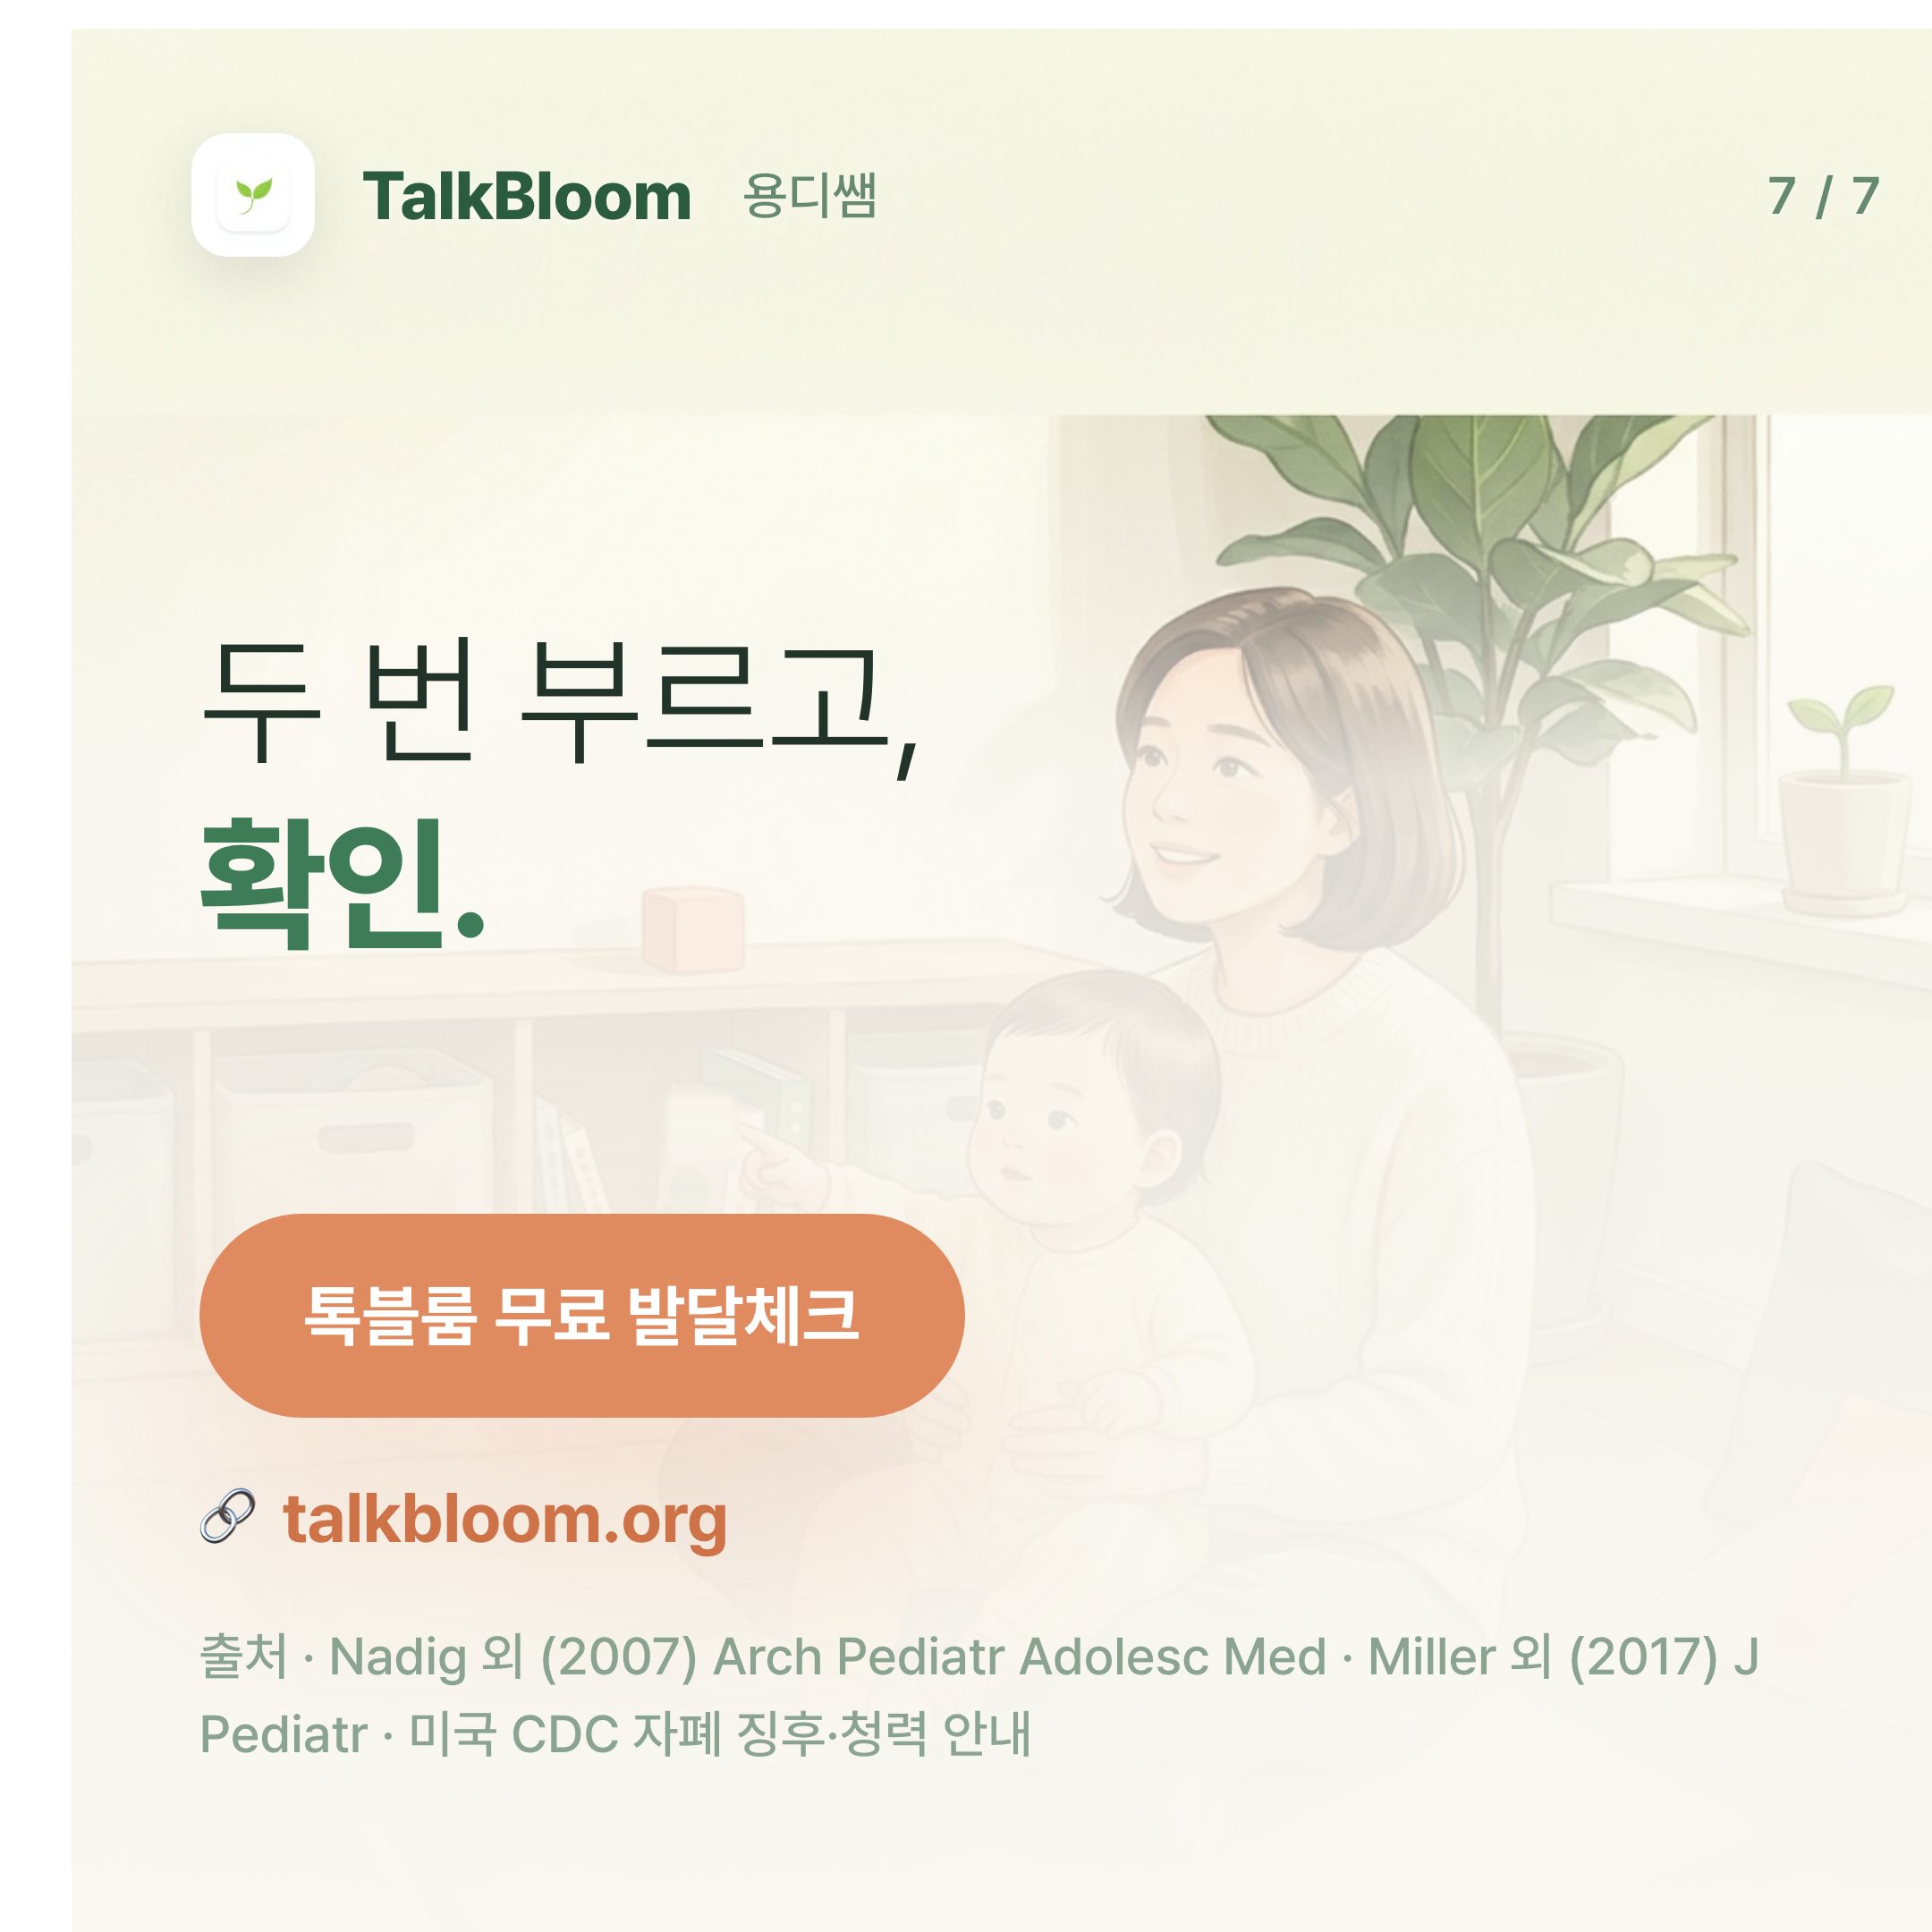 TalkBloom 용디쌤 7 / 7
두 번 부르고,
확인.
톡블룸 무료 발달체크
talkbloom.org
출처 · Nadig 외 (2007) Arch Pediatr Adolesc Med · Miller 외 (2017) J
Pediatr · 미국 CDC 자폐 징후·청력 안내